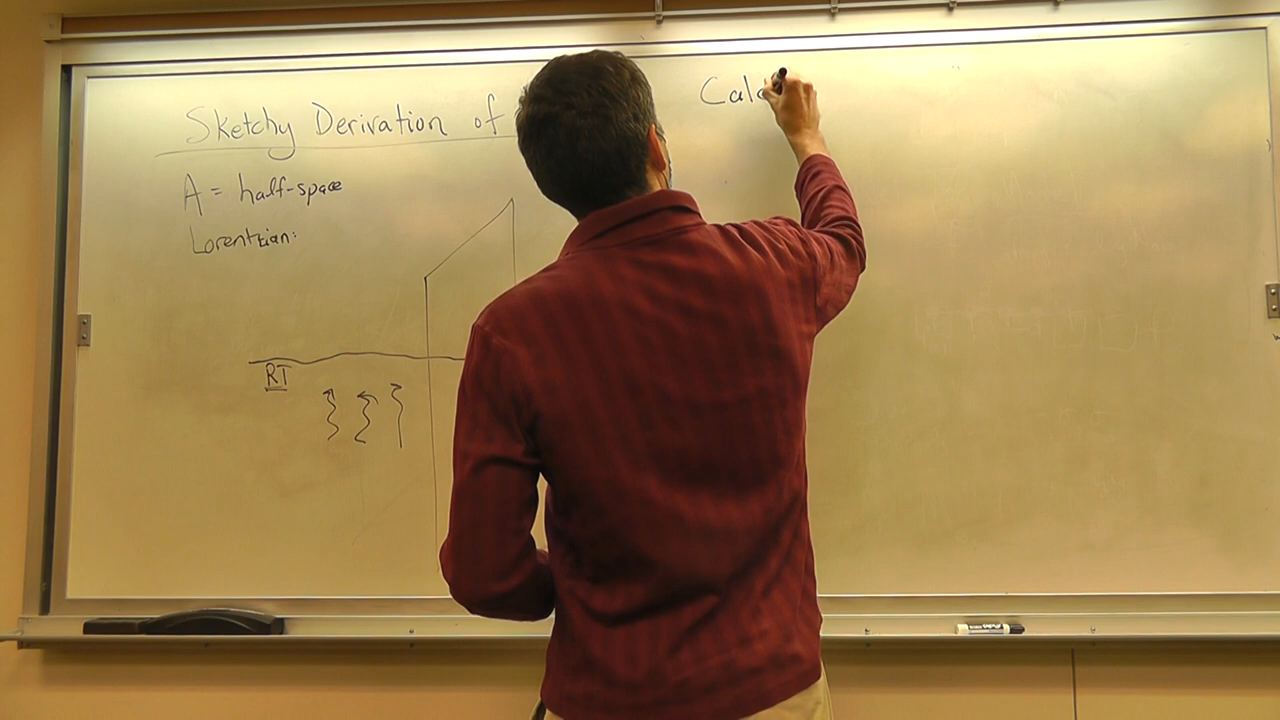 Sketchy Derivation of
A = half-space
Lorentzian:
RT
Calc